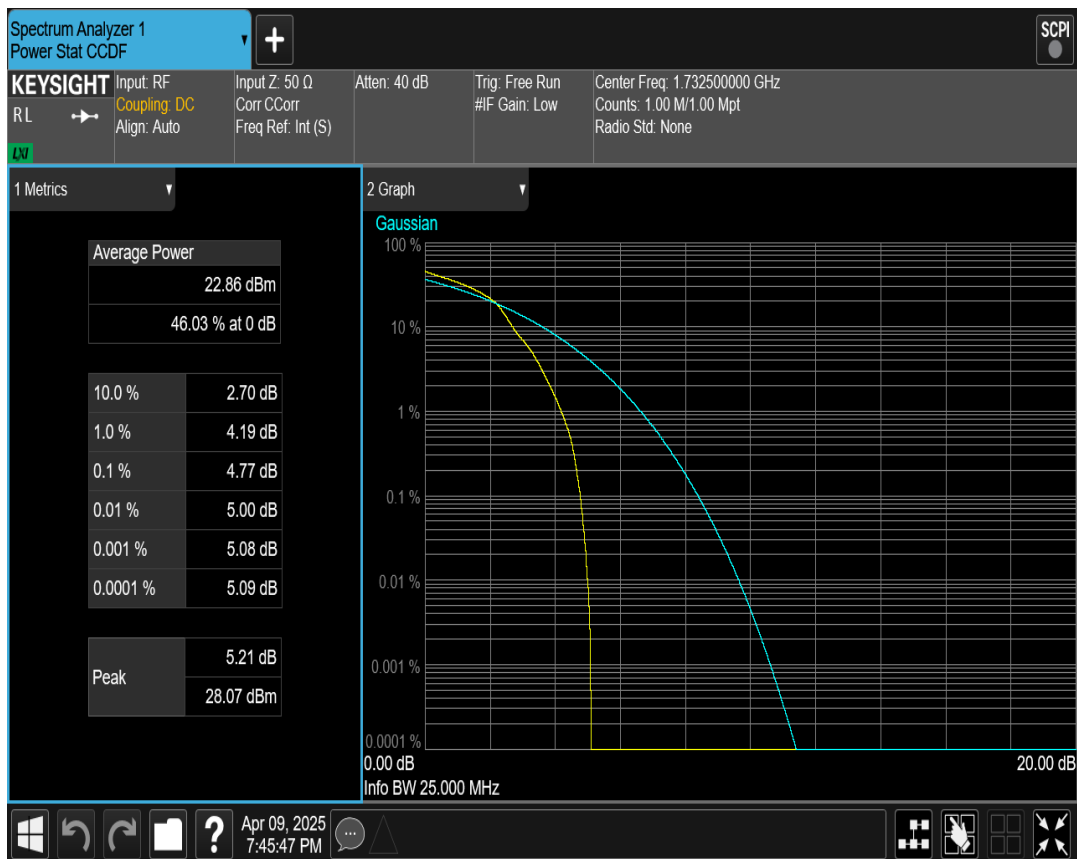 Spectrum Analyzer 1
Power Stat CCDF
+
SCPI
KEYSIGHT
RL
LXI
Input: RF
Coupling: DC
Align: Auto
Input Z: 50 Ω
Corr CCorr
Freq Ref: Int (S)
Atten: 40 dB
Trig: Free Run
#IF Gain: Low
Center Freq: 1.732500000 GHz
Counts: 1.00 M/1.00 Mpt
Radio Std: None
1 Metrics
Average Power
22.86 dBm
46.03 % at 0 dB
10.0 % 2.70 dB
1.0 % 4.19 dB
0.1 % 4.77 dB
0.01 % 5.00 dB
0.001 % 5.08 dB
0.0001 % 5.09 dB
Peak
5.21 dB
28.07 dBm
2 Graph
Gaussian
100 %
10 %
1 %
0.1 %
0.01 %
0.001 %
0.0001 %
0.00 dB 20.00 dB
Info BW 25.000 MHz
?
Apr 09, 2025
7:45:47 PM